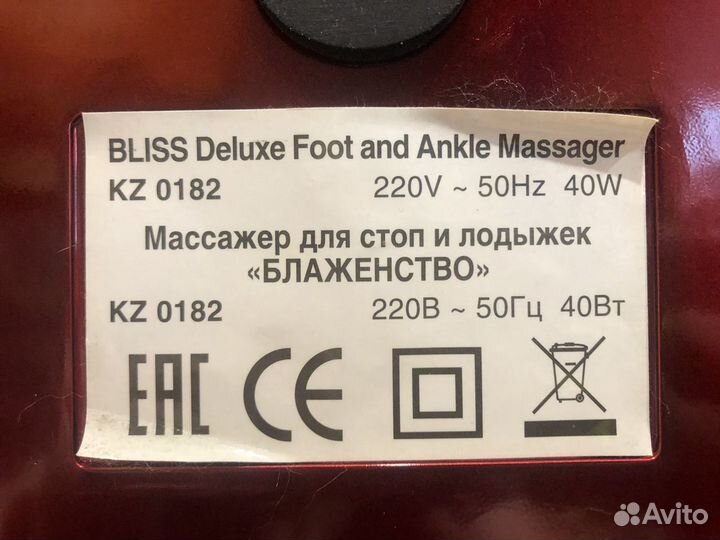 BLISS Deluxe Foot and Ankle Massager
KZ 0182 220V ~ 50Hz 40W
Массажер для стоп и лодыжек
«БЛАЖЕНСТВО»
KZ 0182 220В ~ 50Гц 40Вт
EAC CE
Avito